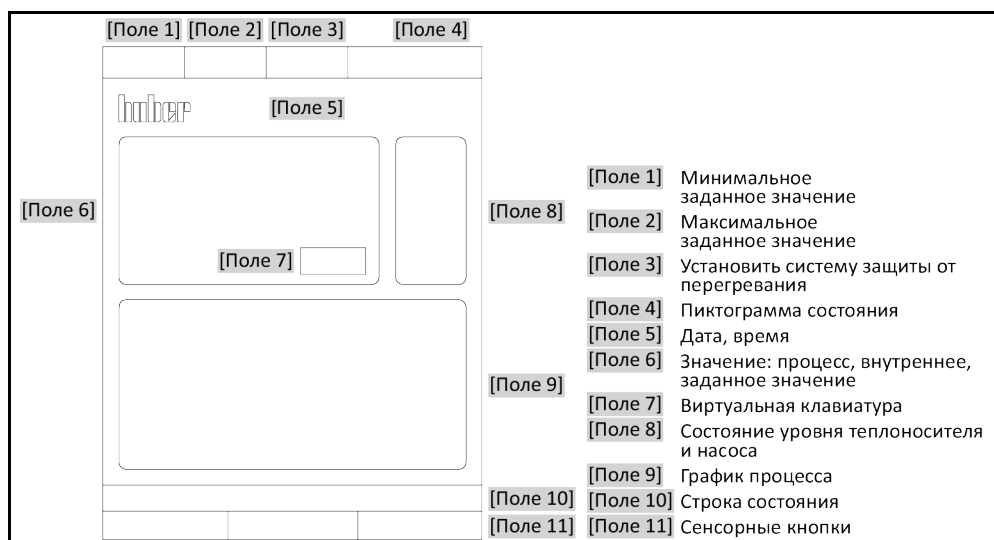 [Поле 1] [Поле 2] [Поле 3] [Поле 4]
huber
[Поле 5]
[Поле 6]
[Поле 7]
[Поле 8]
[Поле 9]
[Поле 10]
[Поле 11]
[Поле 1] Минимальное
заданное значение
[Поле 2] Максимальное
заданное значение
[Поле 3] Установить систему защиты от
перегревания
[Поле 4] Пиктограмма состояния
[Поле 5] Дата, время
[Поле 6] Значение: процесс, внутреннее,
заданное значение
[Поле 7] Виртуальная клавиатура
[Поле 8] Состояние уровня теплоносителя
и насоса
[Поле 9] График процесса
[Поле 10] Строка состояния
[Поле 11] Сенсорные кнопки